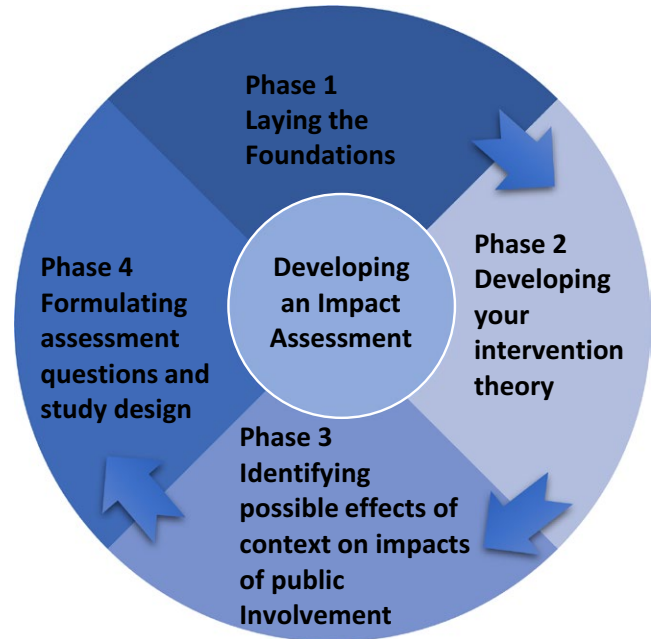 Phase 1
Laying the
Foundations
Phase 2
Developing
your
intervention
theory
Phase 3
Identifying
possible effects of
context on impacts
of public
Involvement
Phase 4
Formulating
assessment
questions and
study design
Developing
an Impact
Assessment